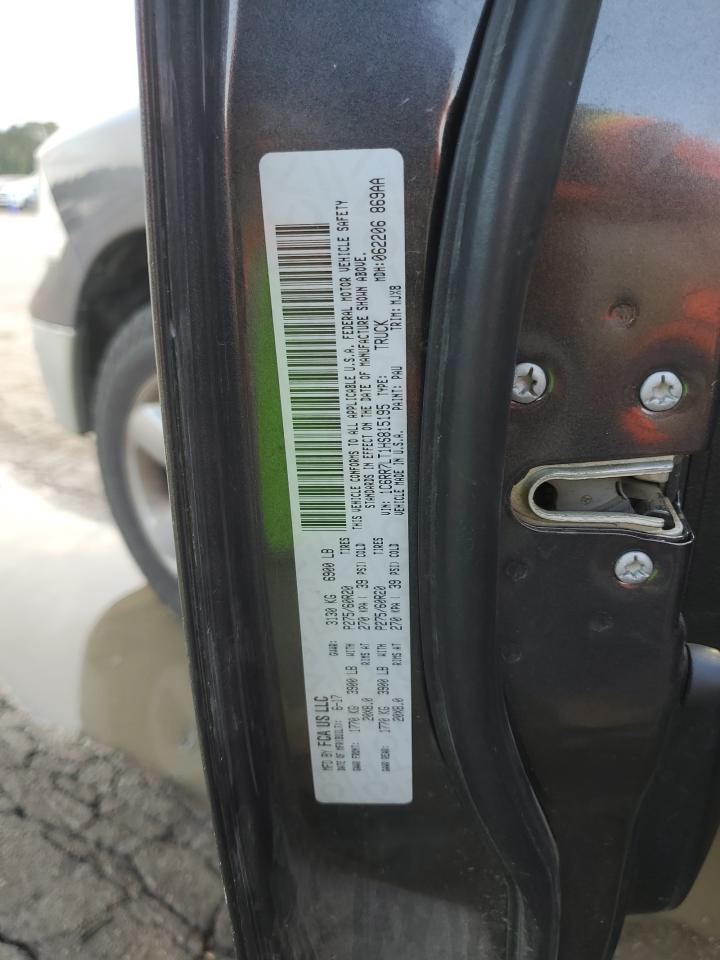 MFD BY FCA US LLC
DATE OF MFR(BUILT): 6-17 GVWR: 3130 KG 6900 LB
GAWR FRONT: 1770 KG 3900 LB WITH P275/60R20 TIRES
20X8.0 RIMS AT 270 KPA ( 39 PSI) COLD
GAWR REAR: 1770 KG 3900 LB WITH P275/60R20 TIRES
20X8.0 RIMS AT 270 KPA ( 39 PSI) COLD
THIS VEHICLE CONFORMS TO ALL APPLICABLE U.S.A. FEDERAL MOTOR VEHICLE SAFETY
STANDARDS IN EFFECT ON THE DATE OF MANUFACTURE SHOWN ABOVE.
VIN: 1C6RR7LT1HS815195 TYPE: TRUCK MDH:062206 869AA
VEHICLE MADE IN U.S.A. PAINT: PAU TRIM: MJX8